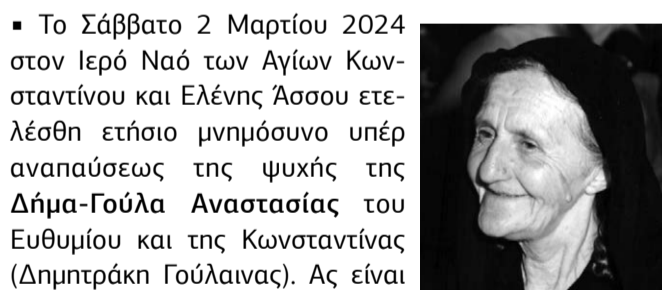 ▪ Το Σάββατο 2 Μαρτίου 2024
στον Ιερό Ναό των Αγίων Κων-
σταντίνου και Ελένης Άσσου ετε-
λέσθη ετήσιο μνημόσυνο υπέρ
αναπαύσεως της ψυχής της
Δήμα-Γούλα Αναστασίας του
Ευθυμίου και της Κωνσταντίνας
(Δημητράκη Γούλαινας). Ας είναι